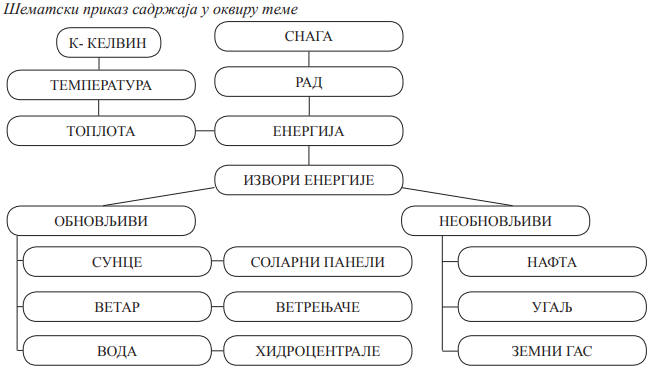 Шематски приказ садржаја у оквиру теме
К- КЕЛВИН
СНАГА
ТЕМПЕРАТУРА
РАД
ТОПЛОТА
ЕНЕРГИЈА
ИЗВОРИ ЕНЕРГИЈЕ
ОБНОВЉИВИ
НЕОБНОВЉИВИ
СУНЦЕ
СОЛАРНИ ПАНЕЛИ
НАФТА
ВЕТАР
ВЕТРЕЊАЧЕ
УГАЉ
ВОДА
ХИДРОЦЕНТРАЛЕ
ЗЕМНИ ГАС